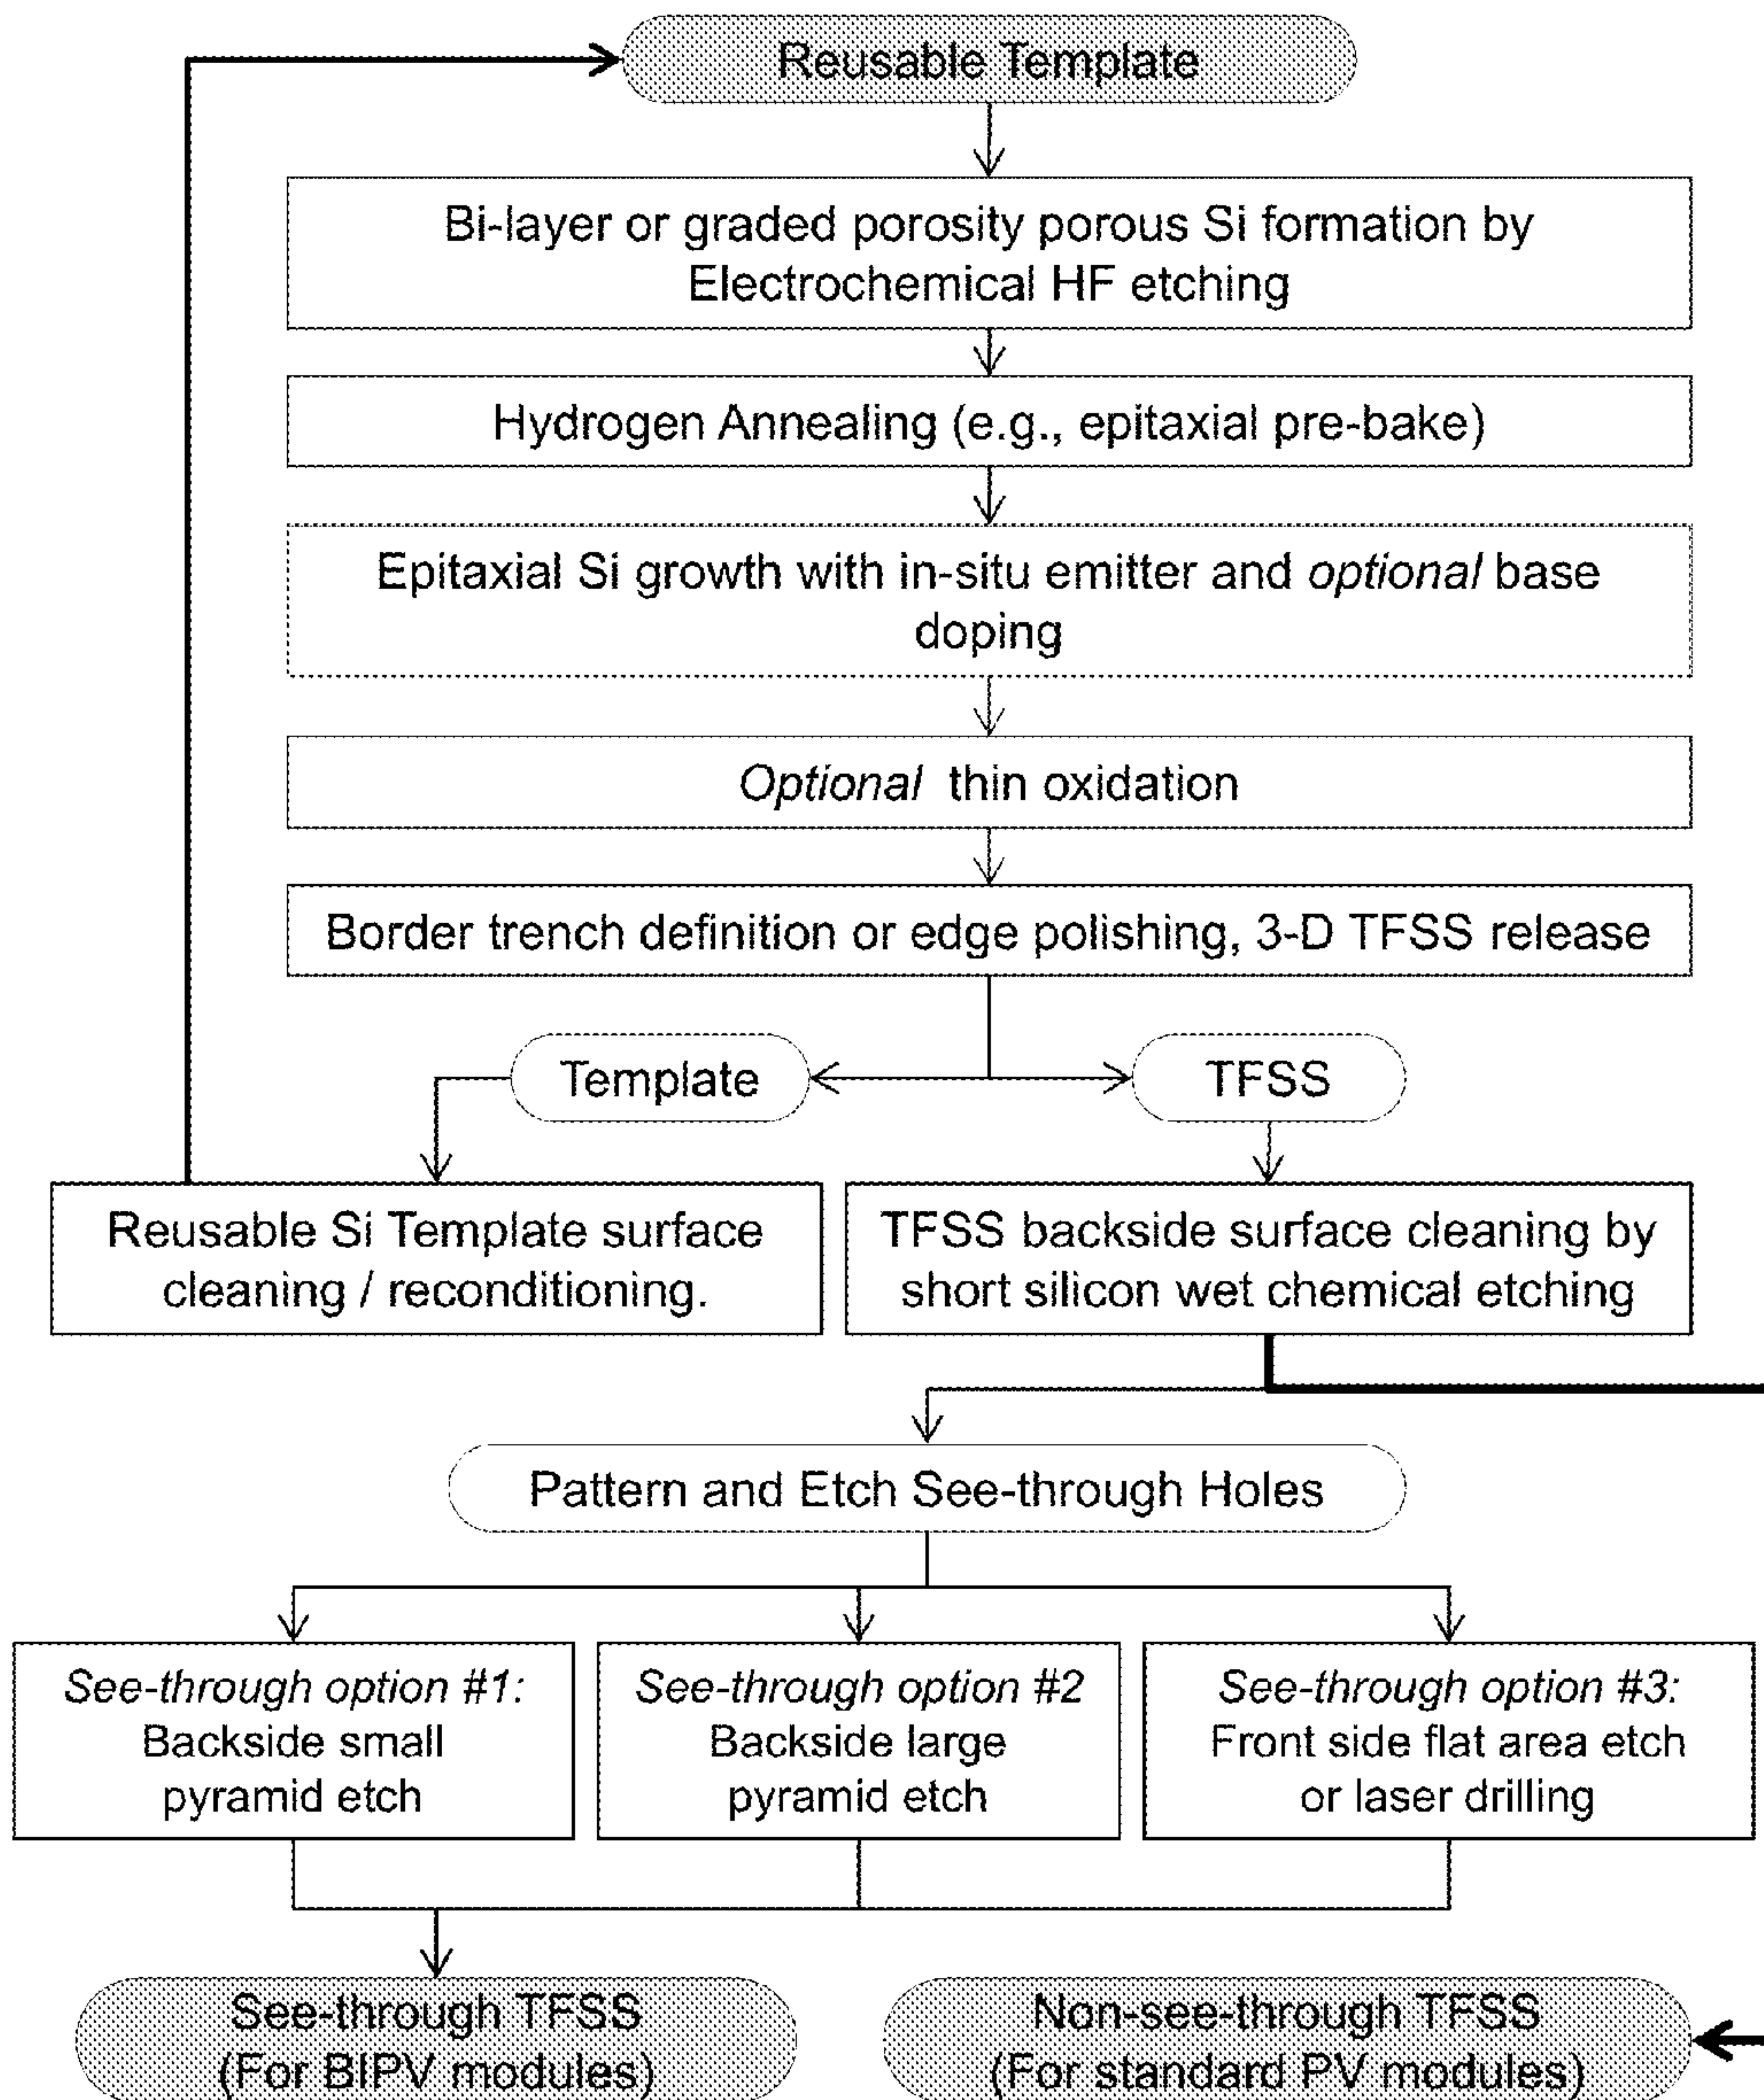 Reusable Template
Bi-layer or graded porosity porous Si formation by
Electrochemical HF etching
Hydrogen Annealing (e.g., epitaxial pre-bake)
Epitaxial Si growth with in-situ emitter and optional base
doping
Optional thin oxidation
Border trench definition or edge polishing, 3-D TFSS release
Template
TFSS
Reusable Si Template surface
cleaning / reconditioning.
TFSS backside surface cleaning by
short silicon wet chemical etching
Pattern and Etch See-through Holes
See-through option #1:
Backside small
pyramid etch
See-through option #2
Backside large
pyramid etch
See-through option #3:
Front side flat area etch
or laser drilling
See-through TFSS
(For BIPV modules)
Non-see-through TFSS
(For standard PV modules)